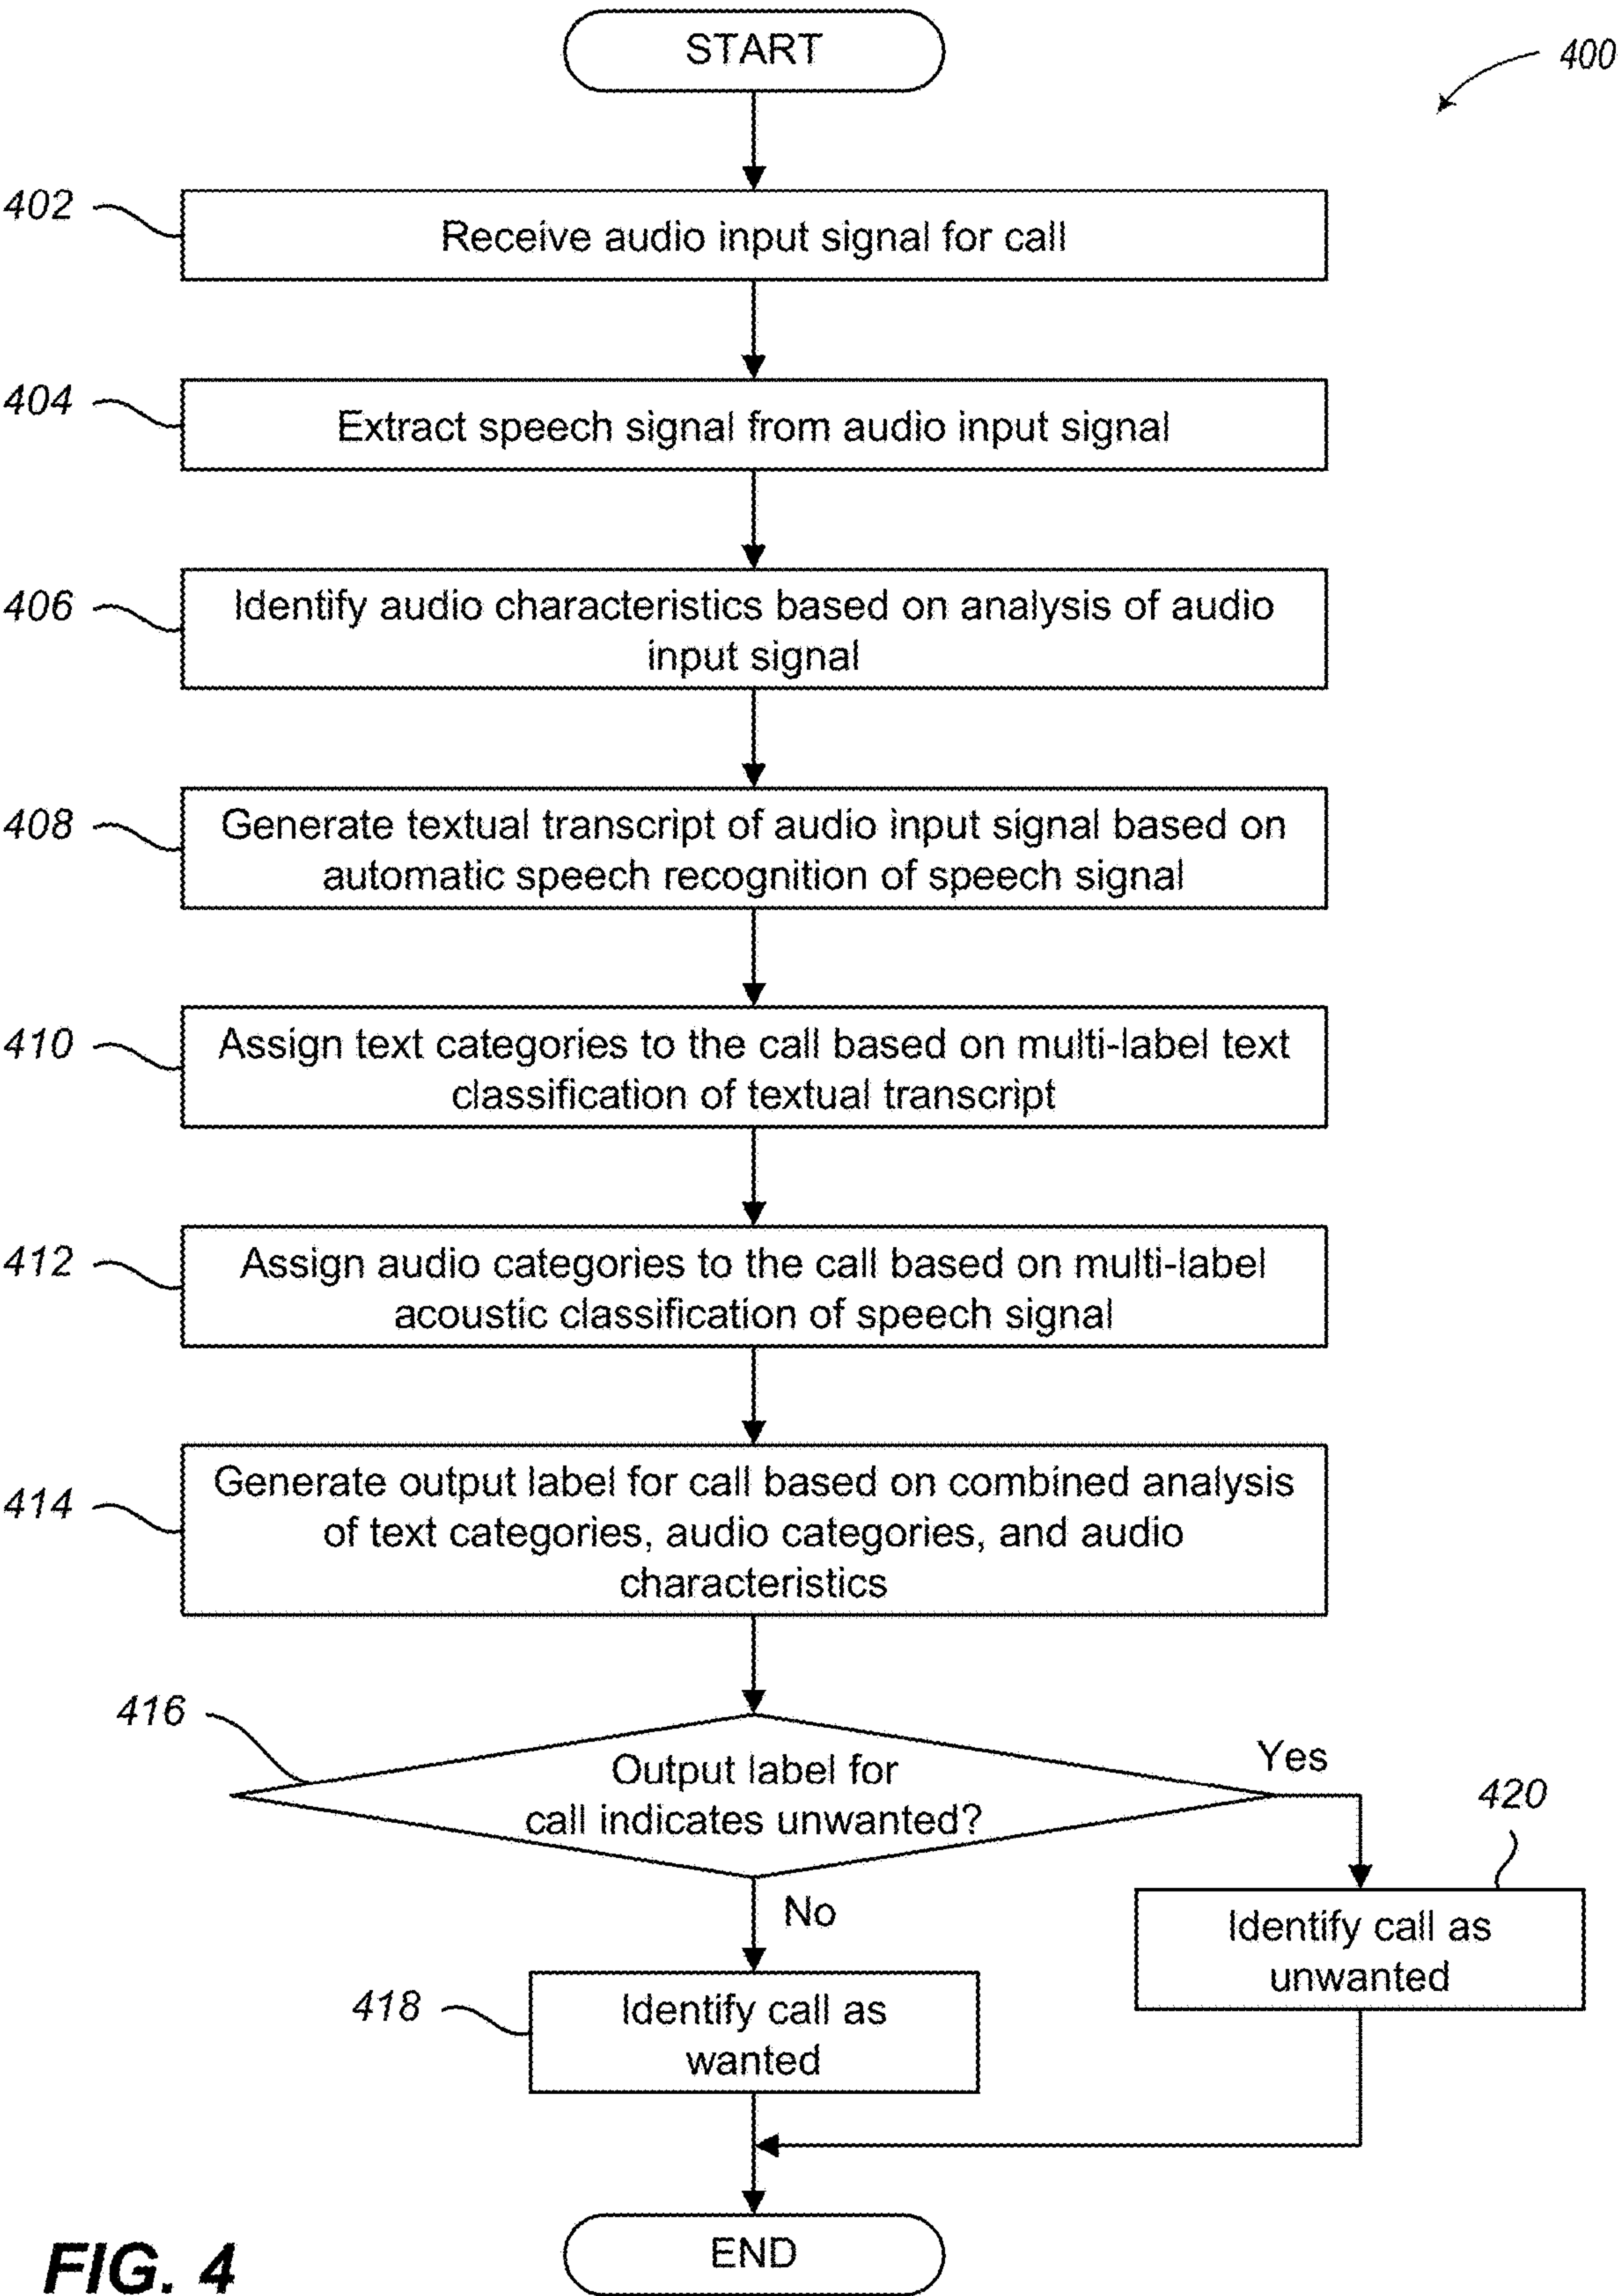 START
400
402
Receive audio input signal for call
404
Extract speech signal from audio input signal
406
Identify audio characteristics based on analysis of audio
input signal
408
Generate textual transcript of audio input signal based on
automatic speech recognition of speech signal
410
Assign text categories to the call based on multi-label text
classification of textual transcript
412
Assign audio categories to the call based on multi-label
acoustic classification of speech signal
414
Generate output label for call based on combined analysis
of text categories, audio categories, and audio
characteristics
416
Output label for
call indicates unwanted?
Yes
420
Identify call as
unwanted
No
418
Identify call as
wanted
END
FIG. 4